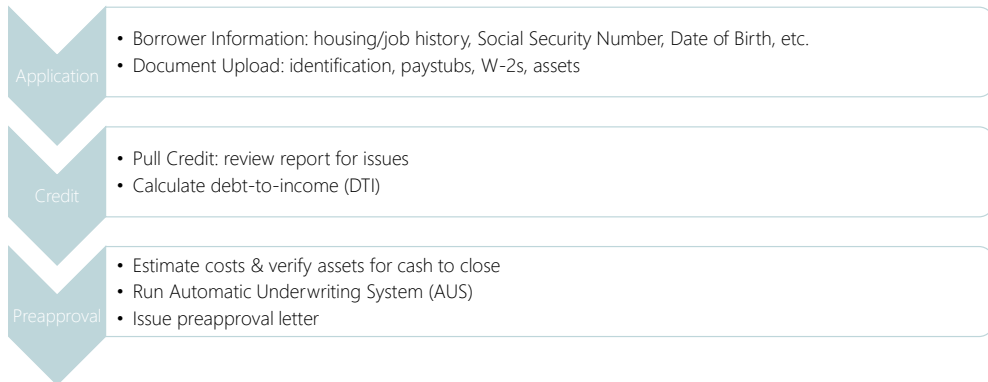 Application
• Borrower Information: housing/job history, Social Security Number, Date of Birth, etc.
• Document Upload: identification, paystubs, W-2s, assets
Credit
• Pull Credit: review report for issues
• Calculate debt-to-income (DTI)
Preapproval
• Estimate costs & verify assets for cash to close
• Run Automatic Underwriting System (AUS)
• Issue preapproval letter